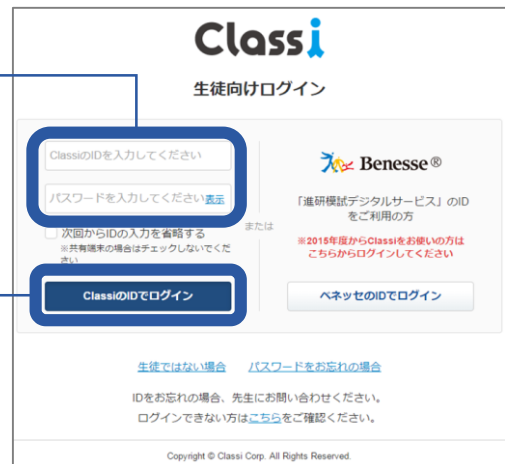 Classi
生徒向けログイン
ClassiのIDを入力してください
パスワードを入力してください 表示
次回からIDの入力を省略する
※共有端末の場合はチェックしないでくだ
さい
ClassiのIDでログイン
または
Benesse®
「進研模試デジタルサービス」のID
をご利用の方
※2015年度からClassiをお使いの方は
こちらからログインしてください
ベネッセのIDでログイン
生徒ではない場合 パスワードをお忘れの場合
IDをお忘れの場合、先生にお問い合わせください。
ログインできない方はこちらをご確認ください。
Copyright © Classi Corp. All Rights Reserved.